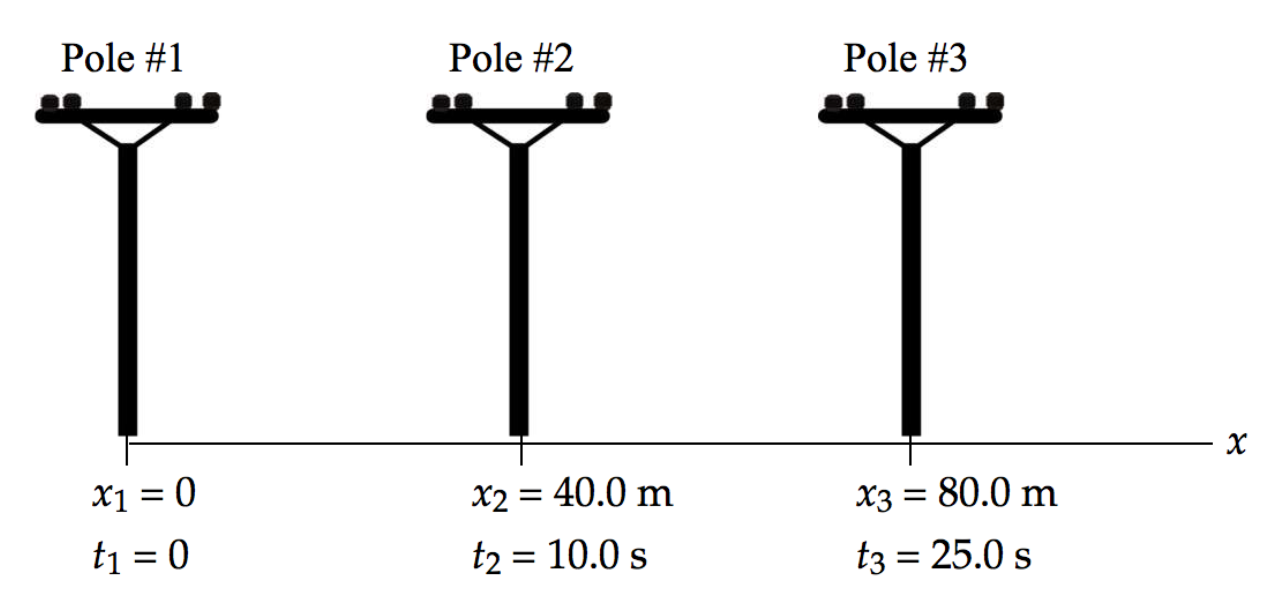 Pole #1 Pole #2 Pole #3
x
x₁ = 0 x₂ = 40.0 m x₃ = 80.0 m
t₁ = 0 t₂ = 10.0 s t₃ = 25.0 s